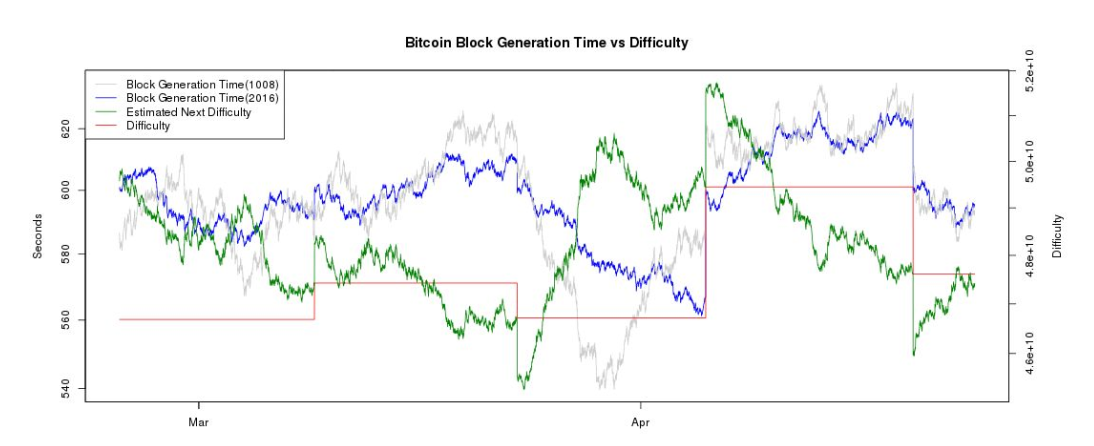 Bitcoin Block Generation Time vs Difficulty
Block Generation Time(1008)
Block Generation Time(2016)
Estimated Next Difficulty
Difficulty
Seconds
620
600
580
560
540
5.2e+10
5.0e+10
4.8e+10
4.6e+10
Difficulty
Mar
Apr